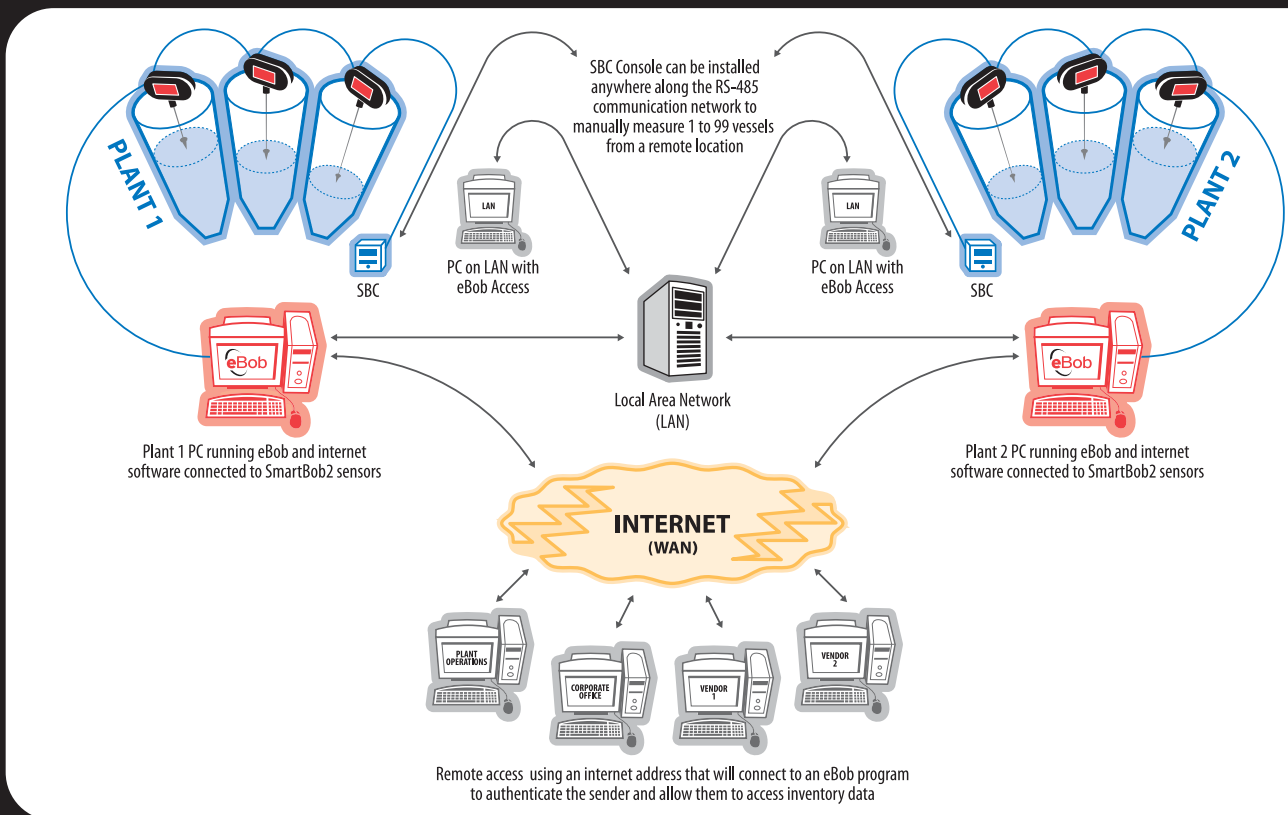 SBC Console can be installed
anywhere along the RS-485
communication network to
manually measure 1 to 99 vessels
from a remote location
PLANT 1
PLANT 2
LAN
PC on LAN with
eBob Access
LAN
PC on LAN with
eBob Access
SBC
SBC
eBob
Plant 1 PC running eBob and internet
software connected to SmartBob2 sensors
Local Area Network
(LAN)
eBob
Plant 2 PC running eBob and internet
software connected to SmartBob2 sensors
INTERNET
(WAN)
PLANT
OPERATIONS
CORPORATE
OFFICE
VENDOR
1
VENDOR
2
Remote access using an internet address that will connect to an eBob program
to authenticate the sender and allow them to access inventory data